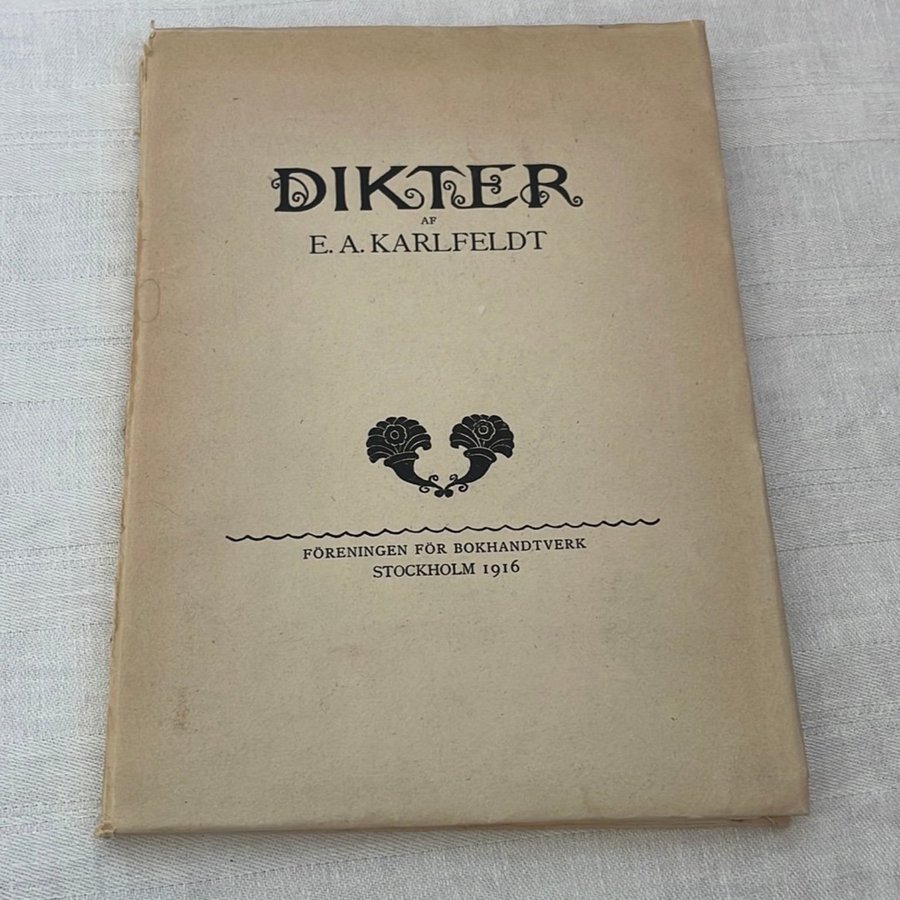 DIKTER
AF
E. A. KARLFELDT
FÖRENINGEN FÖR BOKHANDTVERK
STOCKHOLM 1916